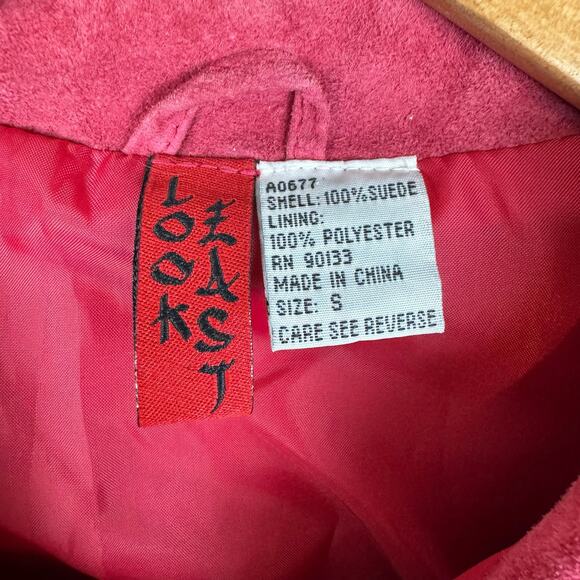 LOOK
EAST
A0677
SHELL: 100% SUEDE
LINING:
100% POLYESTER
RN 90133
MADE IN CHINA
SIZE: S
CARE SEE REVERSE